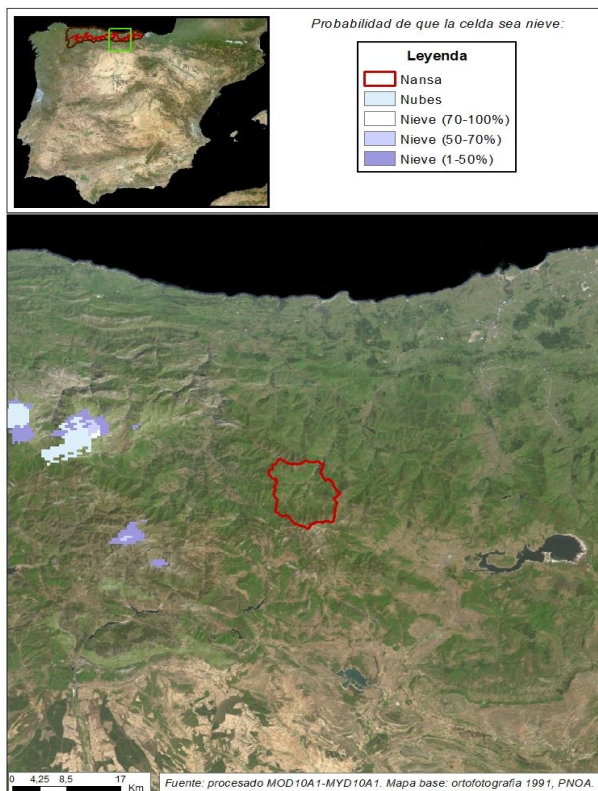 Probabilidad de que la celda sea nieve:
Leyenda
Nansa
Nubes
Nieve (70-100%)
Nieve (50-70%)
Nieve (1-50%)
0 4,25 8,5 17
Km
Fuente: procesado MOD10A1-MYD10A1. Mapa base: ortofotografia 1991, PNOA.